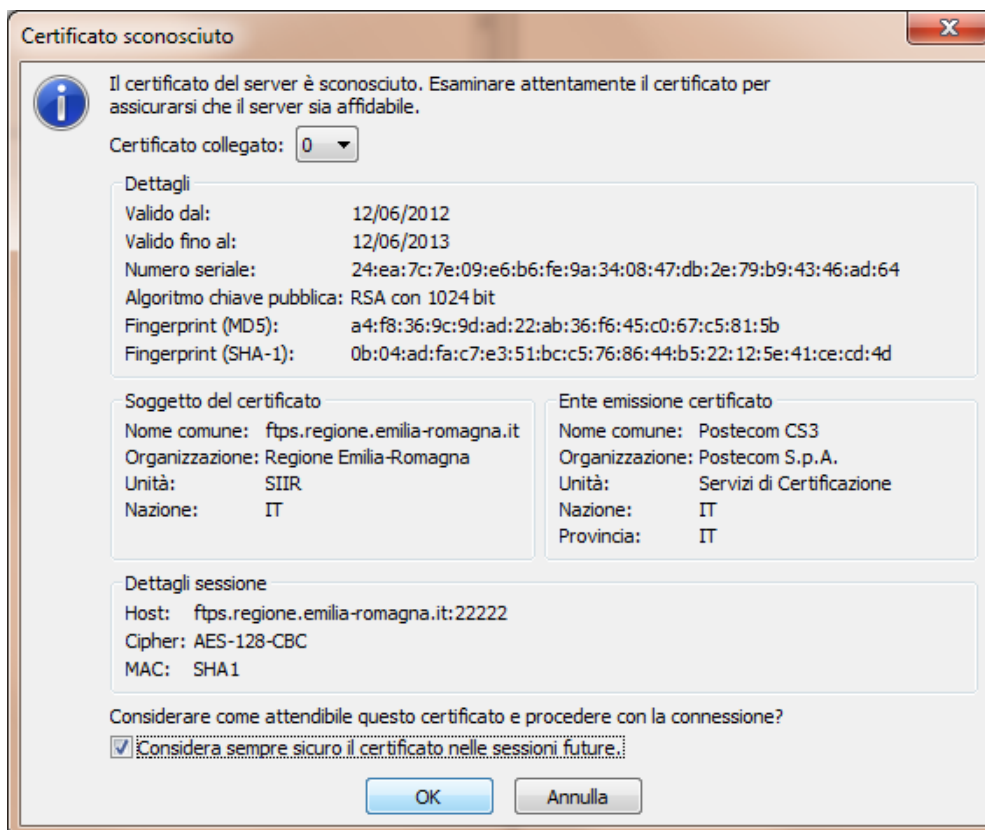 Certificato sconosciuto
Il certificato del server è sconosciuto. Esaminare attentamente il certificato per
assicurarsi che il server sia affidabile.
Certificato collegato: 0
Dettagli
Valido dal: 12/06/2012
Valido fino al: 12/06/2013
Numero seriale: 24:ea:7c:7e:09:e6:b6:fe:9a:34:08:47:db:2e:79:b9:43:46:ad:64
Algoritmo chiave pubblica: RSA con 1024 bit
Fingerprint (MD5): a4:f8:36:9c:9d:ad:22:ab:36:f6:45:c0:67:c5:81:5b
Fingerprint (SHA-1): 0b:04:ad:fa:c7:e3:51:bc:c5:76:86:44:b5:22:12:5e:41:ce:cd:4d
Soggetto del certificato
Nome comune: ftps.regione.emilia-romagna.it
Organizzazione: Regione Emilia-Romagna
Unità: SIIR
Nazione: IT
Ente emissione certificato
Nome comune: Postecom CS3
Organizzazione: Postecom S.p.A.
Unità: Servizi di Certificazione
Nazione: IT
Provincia: IT
Dettagli sessione
Host: ftps.regione.emilia-romagna.it:22222
Cipher: AES-128-CBC
MAC: SHA1
Considerare come attendibile questo certificato e procedere con la connessione?
Considera sempre sicuro il certificato nelle sessioni future.
OK Annulla